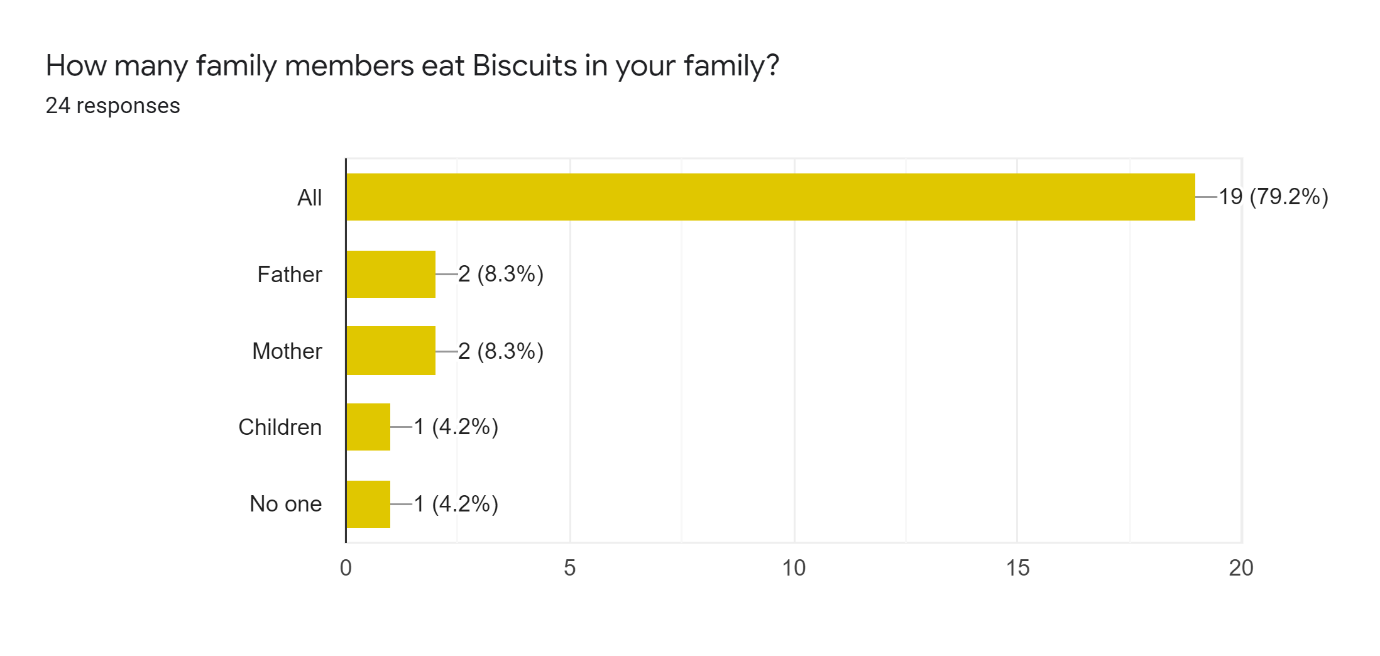 How many family members eat Biscuits in your family?
24 responses
All 19 (79.2%)
Father 2 (8.3%)
Mother 2 (8.3%)
Children 1 (4.2%)
No one 1 (4.2%)
0 5 10 15 20